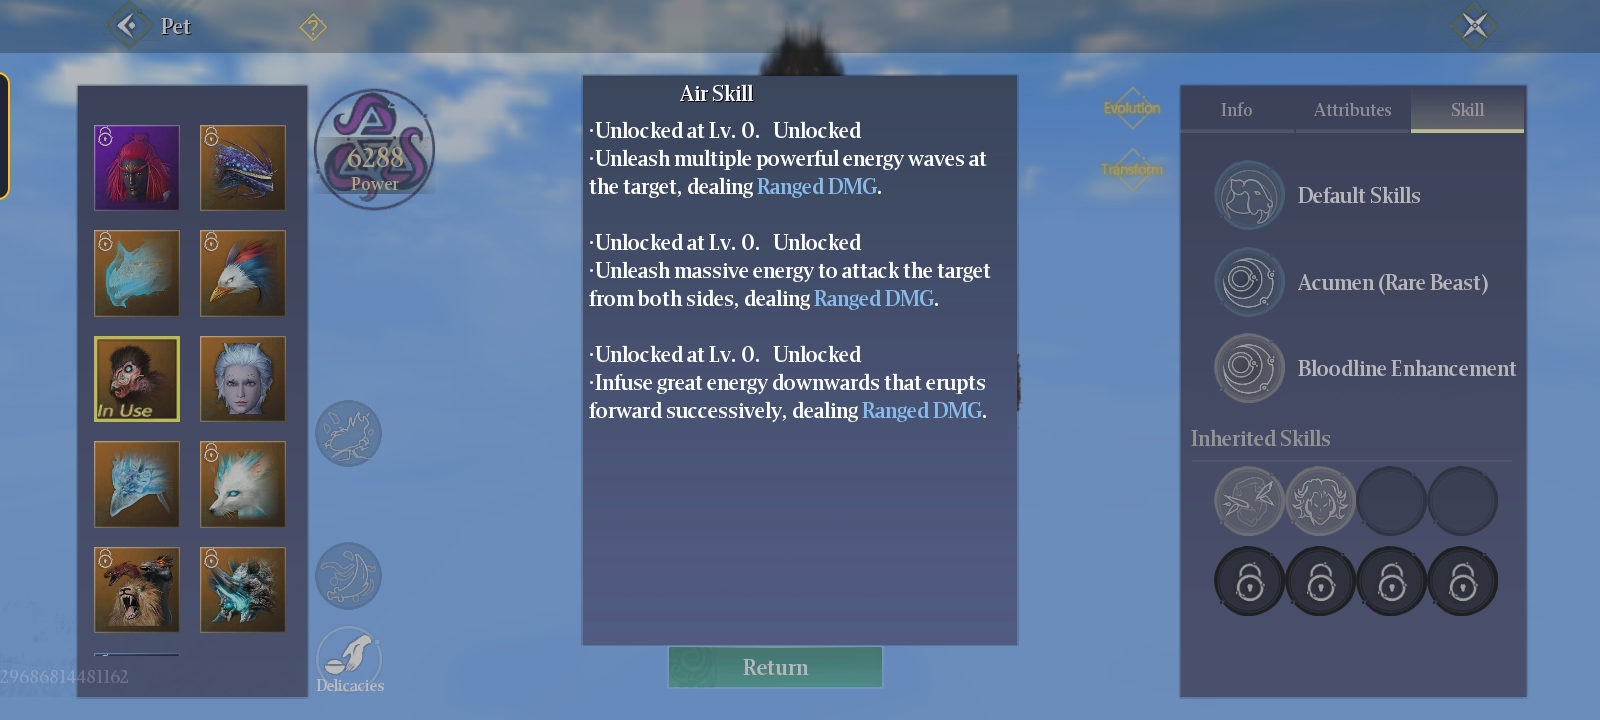 Pet
?
6288
Power
In Use
Delicacies
29686814481162
Air Skill
·Unlocked at Lv. 0. Unlocked
·Unleash multiple powerful energy waves at
the target, dealing Ranged DMG.
·Unlocked at Lv. 0. Unlocked
·Unleash massive energy to attack the target
from both sides, dealing Ranged DMG.
·Unlocked at Lv. 0. Unlocked
·Infuse great energy downwards that erupts
forward successively, dealing Ranged DMG.
Return
Evolution
Transform
Info Attributes Skill
Default Skills
Acumen (Rare Beast)
Bloodline Enhancement
Inherited Skills